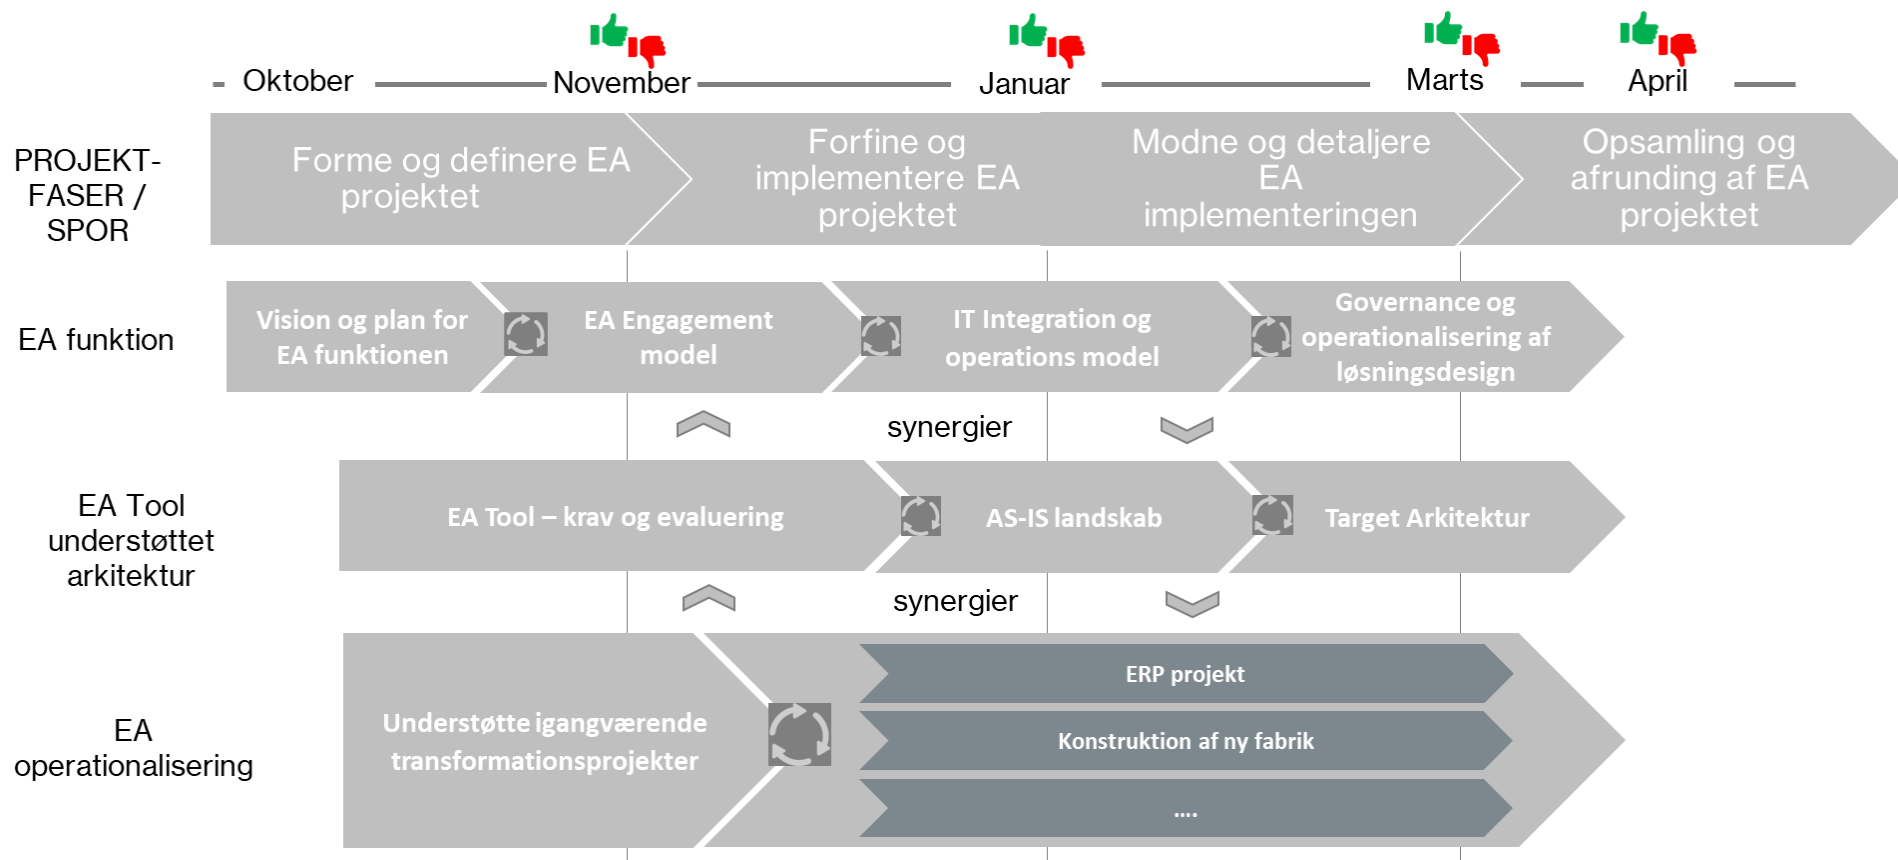 Oktober
November
Januar
Marts
April
PROJEKT-
FASER /
SPOR
Forme og definere EA
projektet
Forfine og
implementere EA
projektet
Modne og detaljere
EA
implementeringen
Opsamling og
afrunding af EA
projektet
EA funktion
Vision og plan for
EA funktionen
EA Engagement
model
IT Integration og
operations model
Governance og
operationalisering af
løsningsdesign
synergier
EA Tool
understøttet
arkitektur
EA Tool – krav og evaluering
AS-IS landskab
Target Arkitektur
synergier
EA
operationalisering
Understøtte igangværende
transformationsprojekter
ERP projekt
Konstruktion af ny fabrik
....